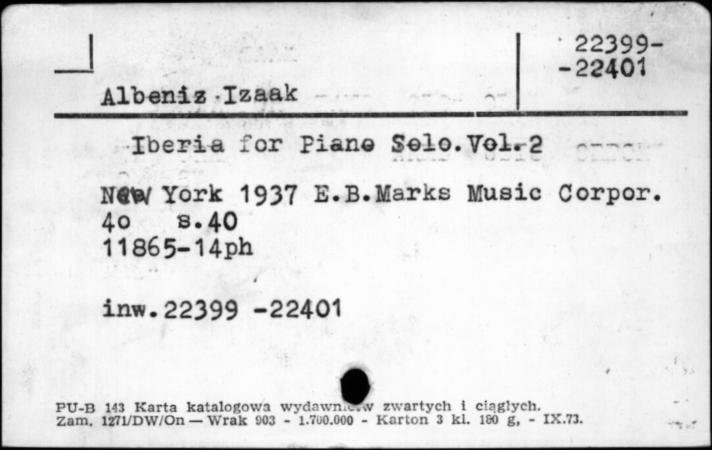 22399-
-22401
Albeniz Izaak
Iberia for Piano Solo.Vol.2
New York 1937 E.B.Marks Music Corpor.
4o s.40
11865-14ph
inw.22399 -22401
PU-B 143 Karta katalogowa wydawnictw zwartych i ciągłych.
Zam. 1271/DW/On — Wrak 903 - 1.700.000 - Karton 3 kl. 180 g, - IX.73.